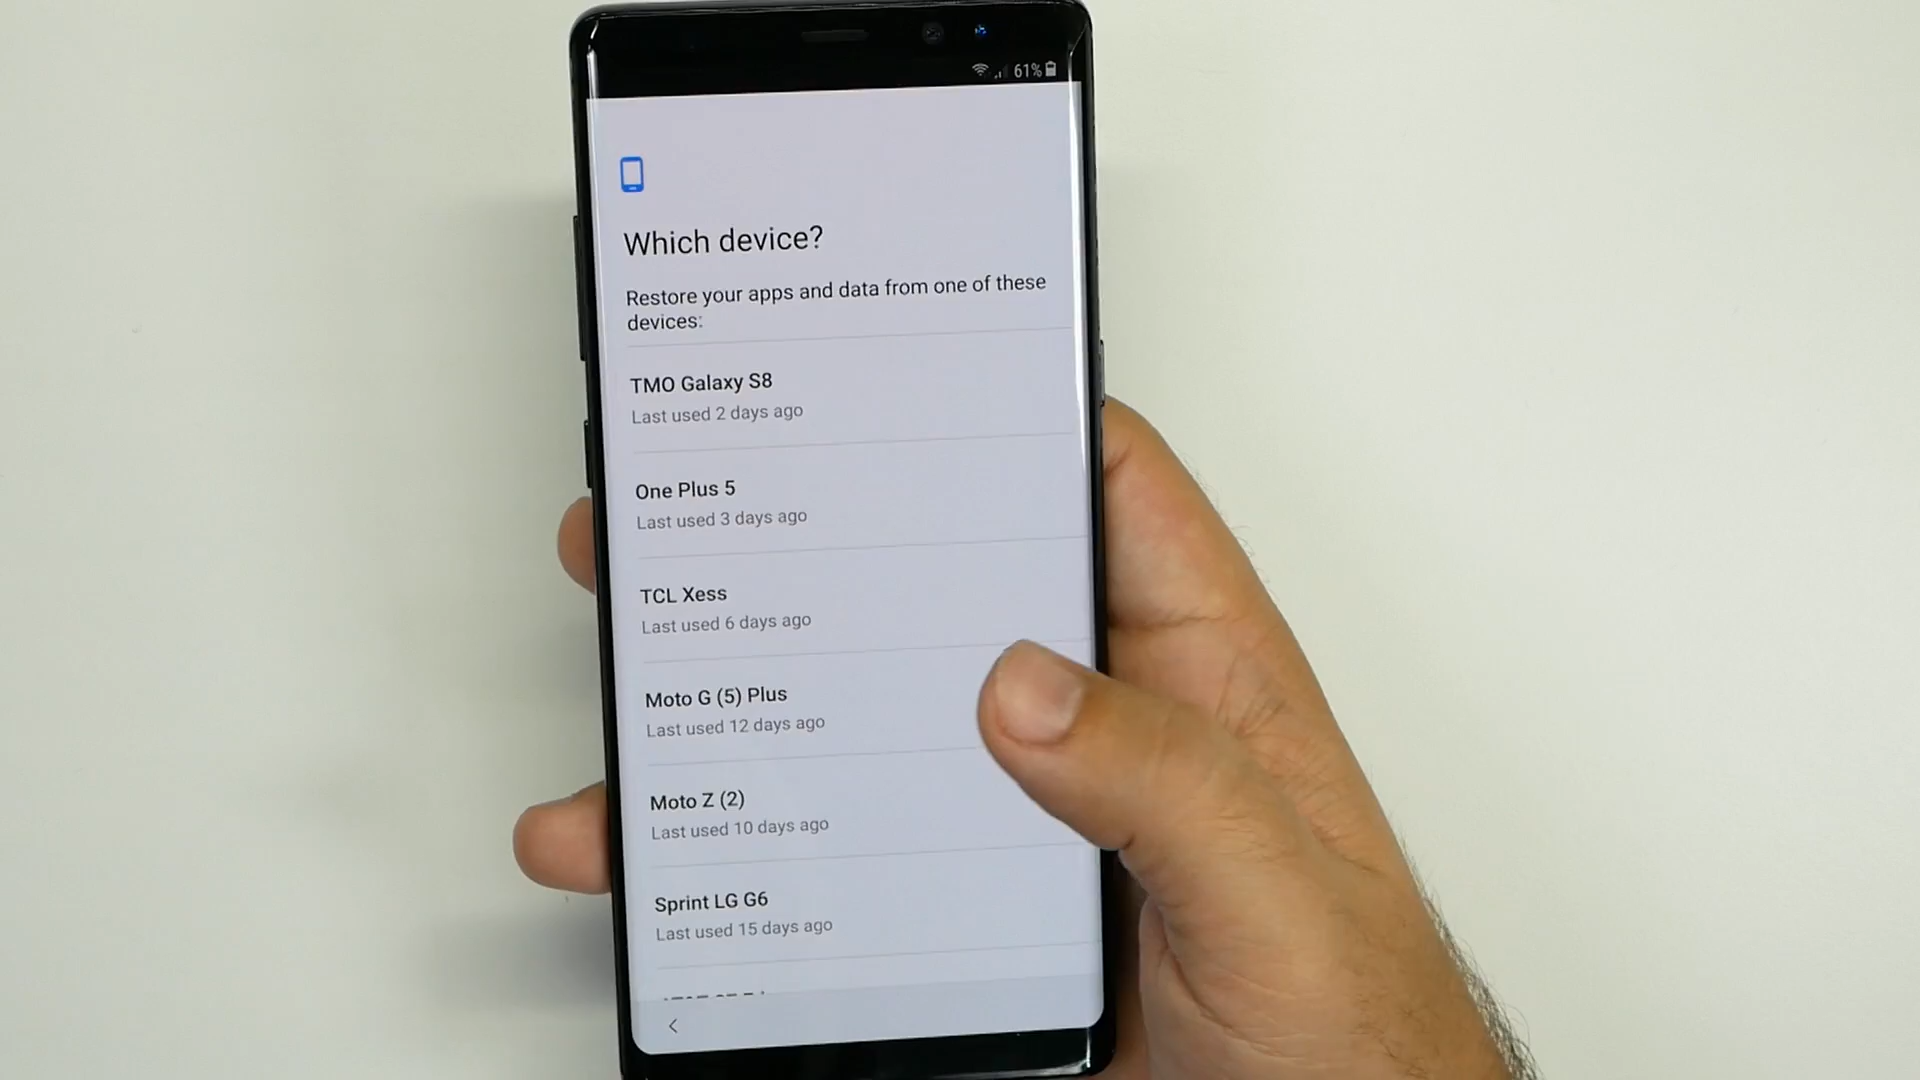 61%
Which device?
Restore your apps and data from one of these
devices:
TMO Galaxy S8
Last used 2 days ago
One Plus 5
Last used 3 days ago
TCL Xess
Last used 6 days ago
Moto G (5) Plus
Last used 12 days ago
Moto Z (2)
Last used 10 days ago
Sprint LG G6
Last used 15 days ago